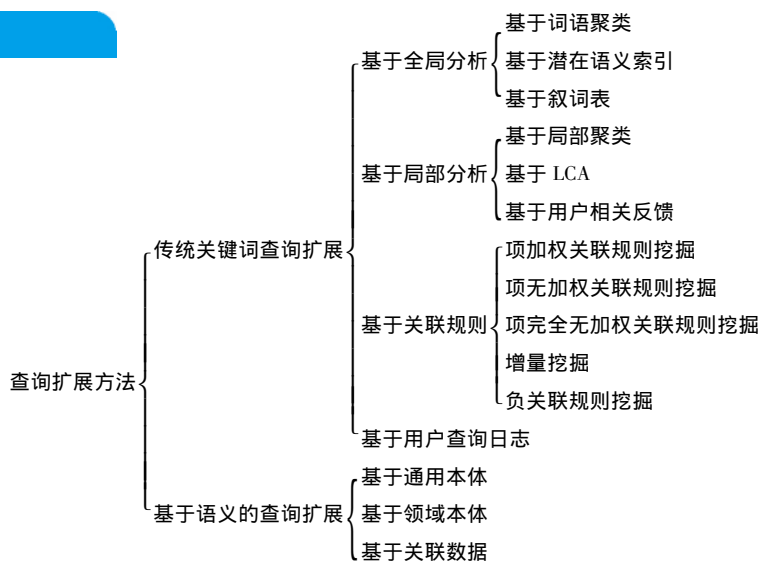 基于词语聚类
基于全局分析 基于潜在语义索引
基于叙词表
基于局部聚类
基于局部分析 基于 LCA
基于用户相关反馈
传统关键词查询扩展 项加权关联规则挖掘
项无加权关联规则挖掘
基于关联规则 项完全无加权关联规则挖掘
增量挖掘
查询扩展方法
负关联规则挖掘
基于用户查询日志
基于通用本体
基于语义的查询扩展 基于领域本体
基于关联数据